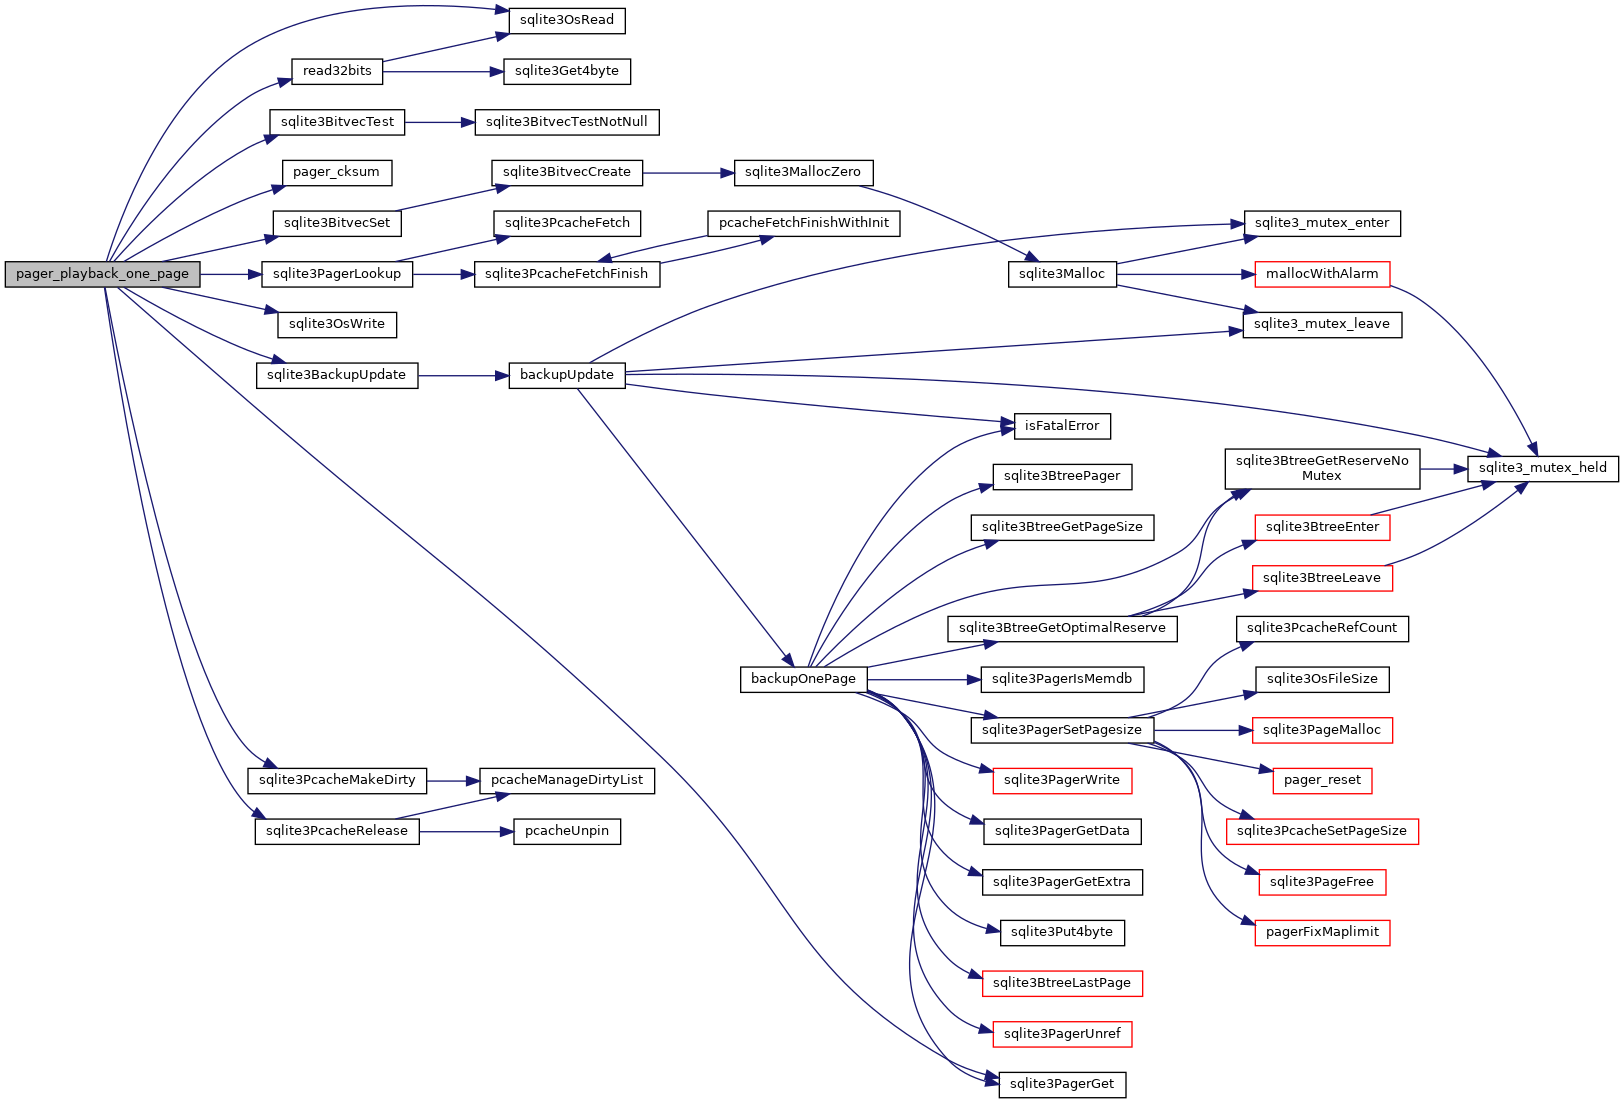 pager_playback_one_page
sqlite3OsRead
read32bits
sqlite3Get4byte
sqlite3BitvecTest
sqlite3BitvecTestNotNull
pager_cksum
sqlite3BitvecCreate
sqlite3MallocZero
sqlite3BitvecSet
sqlite3PcacheFetch
pcacheFetchFinishWithInit
sqlite3_mutex_enter
sqlite3PagerLookup
sqlite3PcacheFetchFinish
sqlite3Malloc
mallocWithAlarm
sqlite3OsWrite
sqlite3_mutex_leave
sqlite3BackupUpdate
backupUpdate
isFatalError
sqlite3BtreePager
sqlite3BtreeGetReserveNo
Mutex
sqlite3_mutex_held
sqlite3BtreeGetPageSize
sqlite3BtreeEnter
sqlite3BtreeLeave
sqlite3BtreeGetOptimalReserve
sqlite3PcacheRefCount
backupOnePage
sqlite3PagerIsMemdb
sqlite3OsFileSize
sqlite3PagerSetPagesize
sqlite3PageMalloc
sqlite3PcacheMakeDirty
pcacheManageDirtyList
sqlite3PagerWrite
pager_reset
sqlite3PcacheRelease
pcacheUnpin
sqlite3PagerGetData
sqlite3PcacheSetPageSize
sqlite3PagerGetExtra
sqlite3PageFree
sqlite3Put4byte
pagerFixMaplimit
sqlite3BtreeLastPage
sqlite3PagerUnref
sqlite3PagerGet